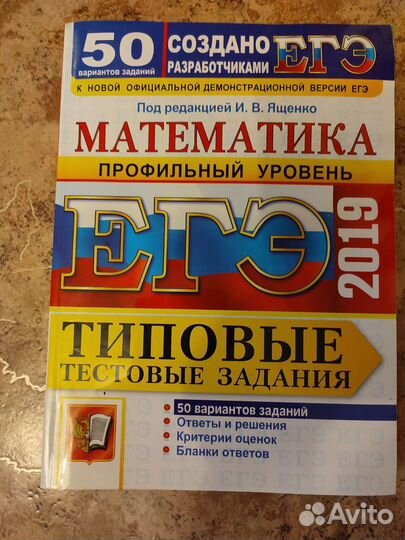 50
вариантов заданий
СОЗДАНО
РАЗРАБОТЧИКАМИ
ЕГЭ
К НОВОЙ ОФИЦИАЛЬНОЙ ДЕМОНСТРАЦИОННОЙ ВЕРСИИ ЕГЭ
Под редакцией И. В. Ященко
МАТЕМАТИКА
ПРОФИЛЬНЫЙ УРОВЕНЬ
ЕГЭ
2019
ТИПОВЫЕ
ТЕСТОВЫЕ ЗАДАНИЯ
• 50 вариантов заданий
• Ответы и решения
• Критерии оценок
• Бланки ответов
Avito